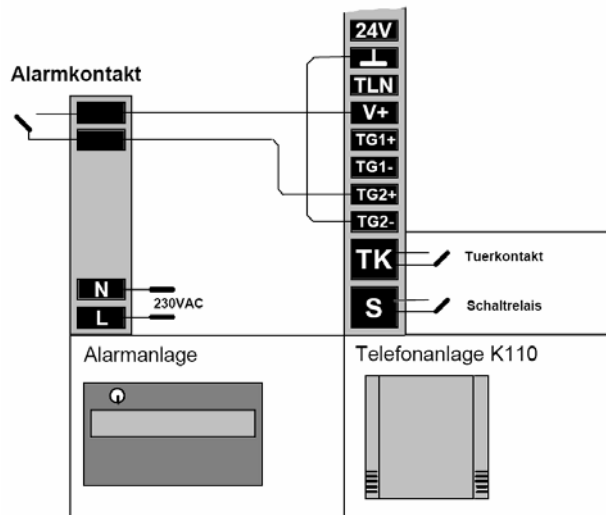 Alarmkontakt
24V
TLN
V+
TG1+
TG1-
TG2+
TG2-
TK
Tuerkontakt
S
Schaltrelais
N
L
230VAC
Alarmanlage
Telefonanlage K110